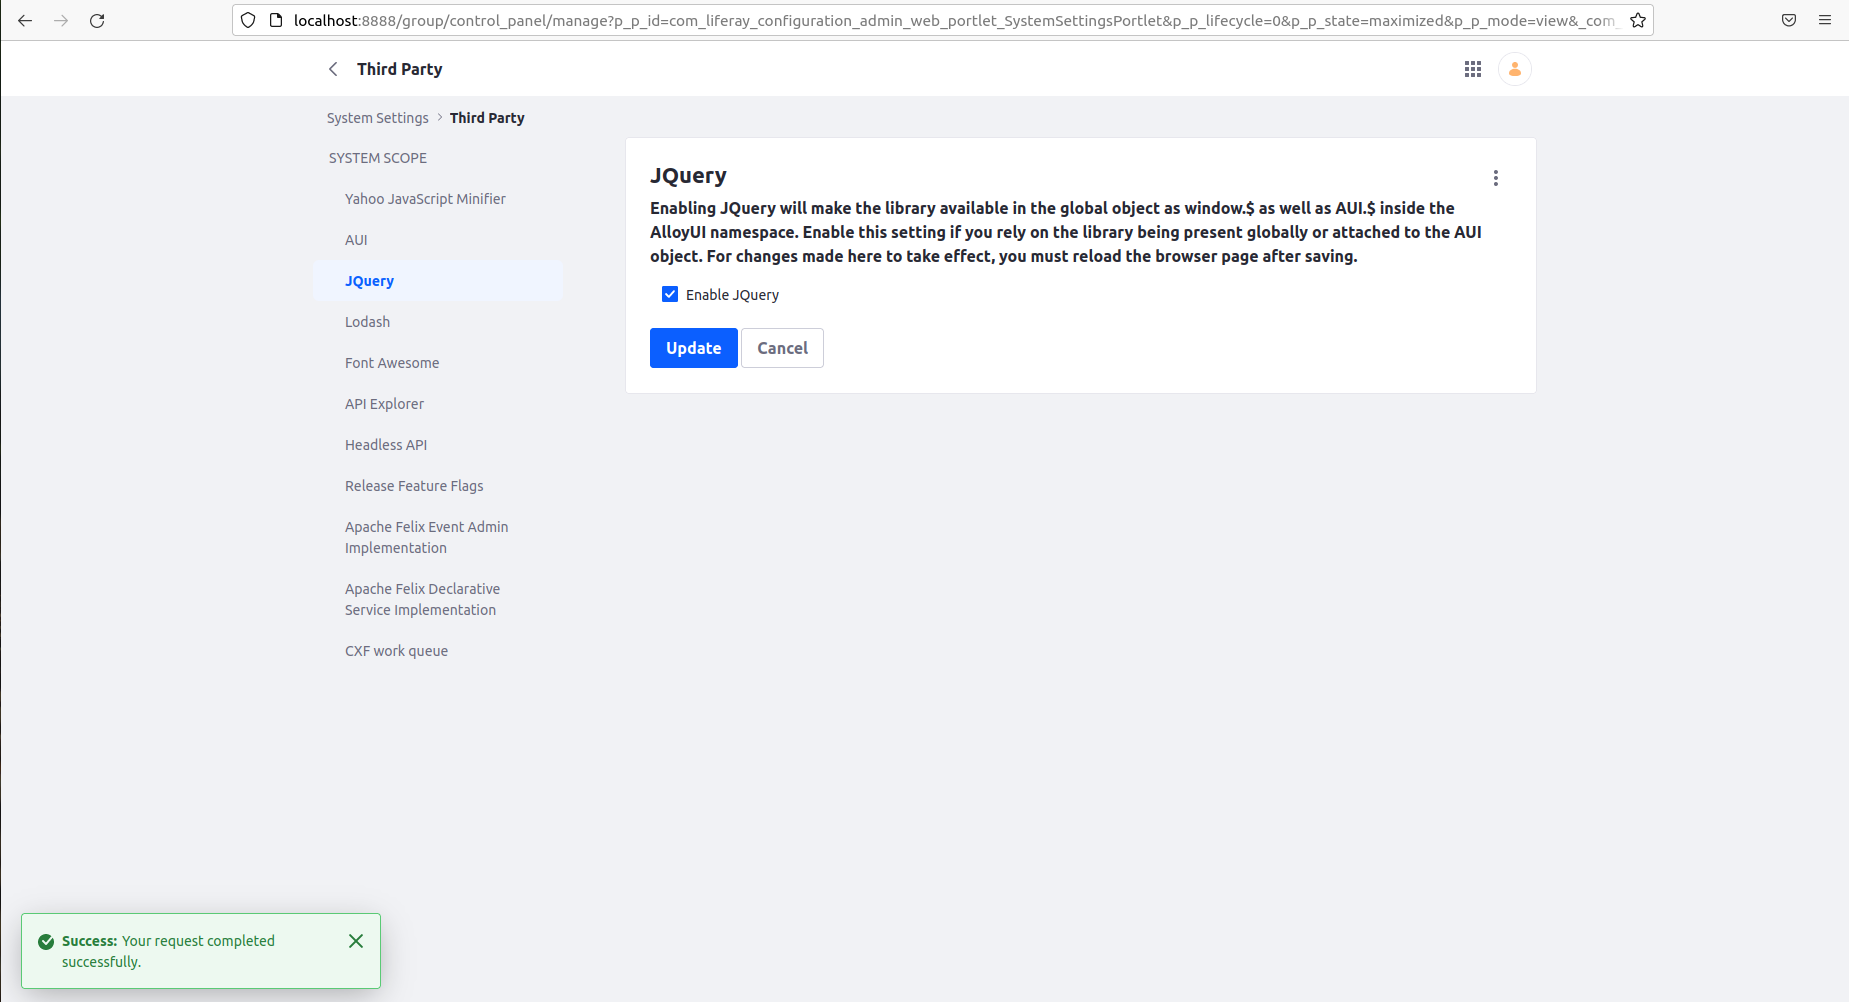 localhost:8888/group/control_panel/manage?p_p_id=com_liferay_configuration_admin_web_portlet_SystemSettingsPortlet&p_p_lifecycle=0&p_p_state=maximized&p_p_mode=view&_com_
Third Party
System Settings > Third Party
SYSTEM SCOPE
Yahoo JavaScript Minifier
AUI
JQuery
Lodash
Font Awesome
API Explorer
Headless API
Release Feature Flags
Apache Felix Event Admin
Implementation
Apache Felix Declarative
Service Implementation
CXF work queue
JQuery
Enabling JQuery will make the library available in the global object as window.$ as well as AUI.$ inside the
AlloyUI namespace. Enable this setting if you rely on the library being present globally or attached to the AUI
object. For changes made here to take effect, you must reload the browser page after saving.
Enable JQuery
Update Cancel
Success: Your request completed
successfully.